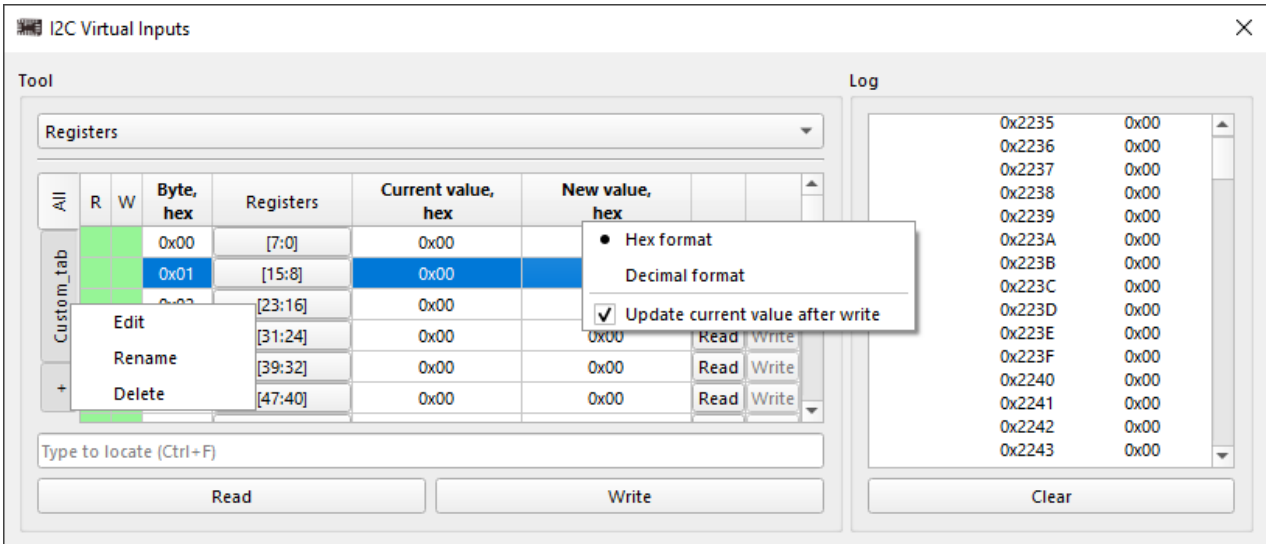 I2C Virtual Inputs
Tool
Registers
All
Custom_tab
+
R W Byte, hex Registers Current value, hex New value, hex
0x00 [7:0] 0x00
0x01 [15:8] 0x00
[23:16] 0x00
[31:24] 0x00 0x00 Read Write
[39:32] 0x00 0x00 Read Write
[47:40] 0x00 0x00 Read Write
Edit
Rename
Delete
Hex format
Decimal format
Update current value after write
Type to locate (Ctrl+F)
Read Write
Log
0x2235 0x00
0x2236 0x00
0x2237 0x00
0x2238 0x00
0x2239 0x00
0x223A 0x00
0x223B 0x00
0x223C 0x00
0x223D 0x00
0x223E 0x00
0x223F 0x00
0x2240 0x00
0x2241 0x00
0x2242 0x00
0x2243 0x00
Clear